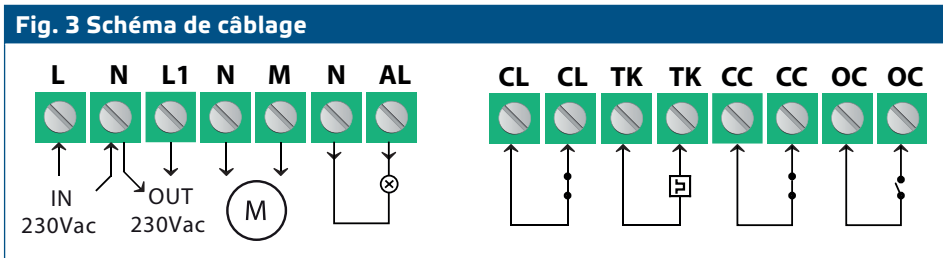 Fig. 3 Schéma de câblage
L N L1 N M N AL CL CL TK TK CC CC OC OC
IN OUT M
230Vac 230Vac